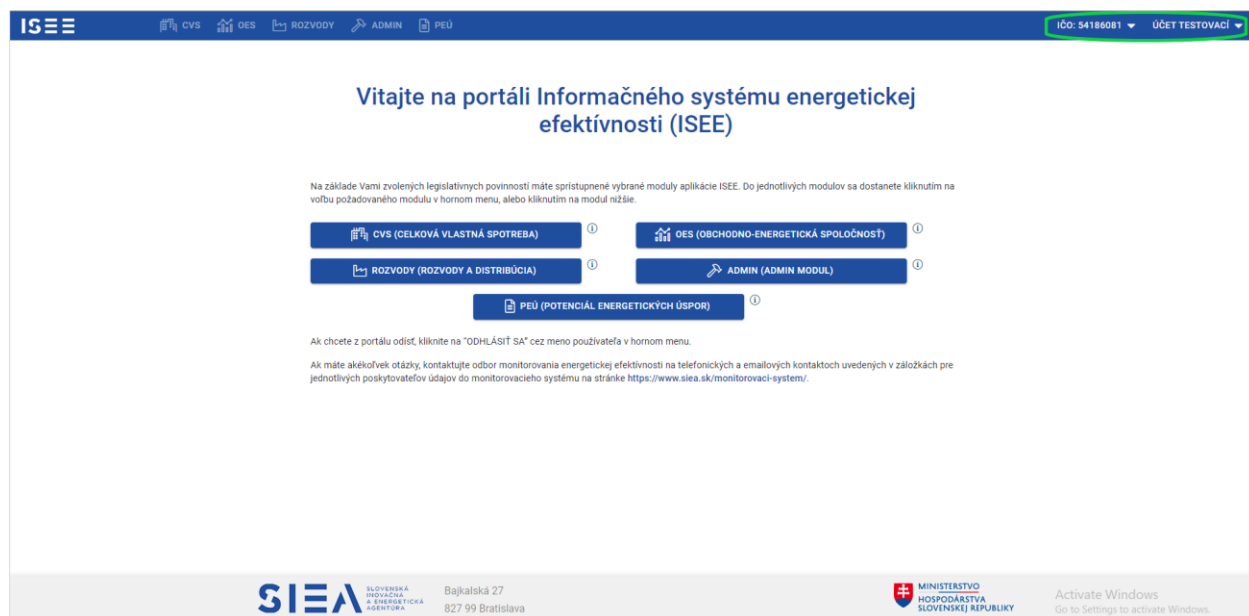 ISEE CVS OES ROZVODY ADMIN PEÚ IČO: 54186081 ÚČET TESTOVACÍ
Vitajte na portáli Informačného systému energetickej
efektívnosti (ISEE)
Na základe Vami zvolených legislatívnych povinností máte sprístupnené vybrané moduly aplikácie ISEE. Do jednotlivých modulov sa dostanete kliknutím na
voľbu požadovaného modulu v hornom menu, alebo kliknutím na modul nižšie.
CVS (CELKOVÁ VLASTNÁ SPOTREBA)
OES (OBCHODNO-ENERGETICKÁ SPOLOČNOSŤ)
ROZVODY (ROZVODY A DISTRIBÚCIA)
ADMIN (ADMIN MODUL)
PEÚ (POTENCIÁL ENERGETICKÝCH ÚSPOR)
Ak chcete z portálu odísť, kliknite na "ODHLÁSIŤ SA" cez meno používateľa v hornom menu.
Ak máte akékoľvek otázky, kontaktujte odbor monitorovania energetickej efektívnosti na telefonických a emailových kontaktoch uvedených v záložkách pre
jednotlivých poskytovateľov údajov do monitorovacieho systému na stránke https://www.siea.sk/monitorovaci-system/.
SIEA
SLOVENSKÁ
INOVAČNÁ
A ENERGETICKÁ
AGENTÚRA
Bajkalská 27
827 99 Bratislava
MINISTERSTVO
HOSPODÁRSTVA
SLOVENSKEJ REPUBLIKY
Activate Windows
Go to Settings to activate Windows.